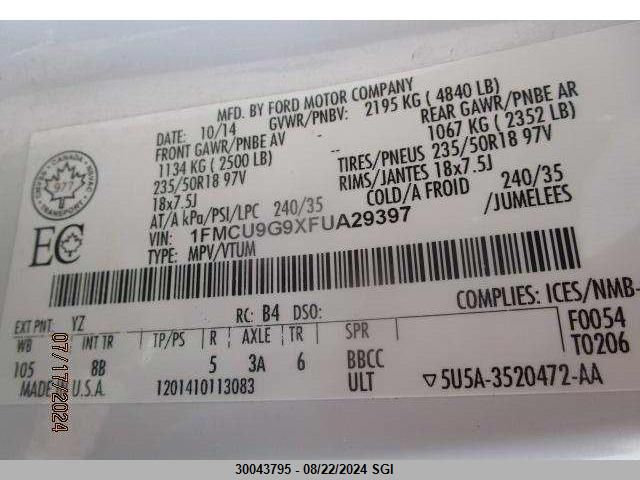 MFD. BY FORD MOTOR COMPANY
DATE: 10/14 GVWR/PNBV: 2195 KG ( 4840 LB)
FRONT GAWR/PNBE AV REAR GAWR/PNBE AR
1134 KG ( 2500 LB) 1067 KG ( 2352 LB)
235/50R18 97V TIRES/PNEUS 235/50R18 97V
18x7.5J RIMS/JANTES 18x7.5J
AT/A kPa/PSI/LPC 240/35 COLD/A FROID 240/35
VIN: 1FMCU9G9XFUA29397 /JUMELEES
TYPE: MPV/VTUM
CANADA
977
TRANSPORT
EC
COMPLIES: ICES/NMB-
EXT PNT: YZ RC: B4 DSO:
WB INT TR TP/PS R AXLE TR SPR F0054
105 8B 5 3A 6 BBCC T0206
MADE U.S.A. 1201410113083 ULT ▽5U5A-3520472-AA
07/17/2024
30043795 - 08/22/2024 SGI